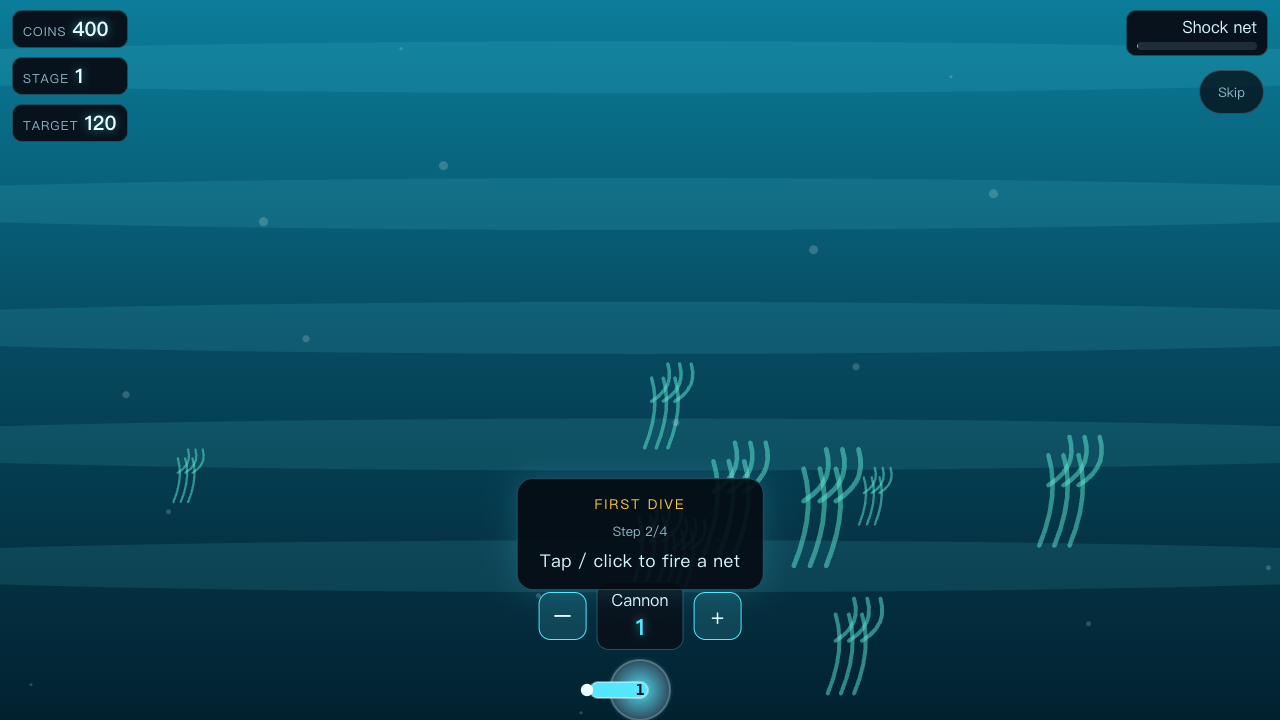 COINS 400
STAGE 1
TARGET 120
Shock net
Skip
FIRST DIVE
Step 2/4
Tap / click to fire a net
—
Cannon
1
+
1